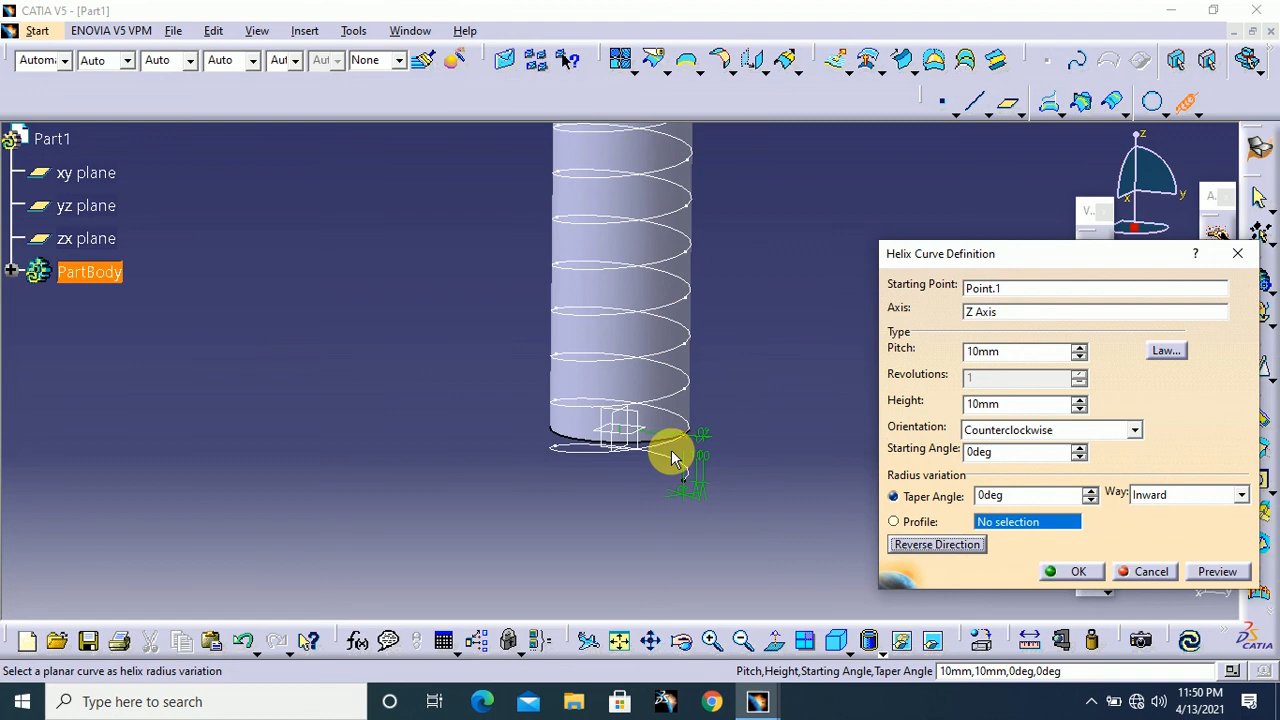 CATIA V5 - [Part1]
Start ENOVIA V5 VPM File Edit View Insert Tools Window Help
Automa Auto Auto Auto Aut Aut None
Part1
xy plane
yz plane
zx plane
PartBody
z
y
x
V...
A...
Helix Curve Definition
?
Starting Point: Point.1
Axis: Z Axis
Type
Pitch: 10mm Law...
Revolutions: 1
Height: 10mm
Orientation: Counterclockwise
Starting Angle: 0deg
Radius variation
Taper Angle: 0deg Way: Inward
Profile: No selection
Reverse Direction
OK Cancel Preview
f(x)
CATIA
Select a planar curve as helix radius variation
Pitch,Height,Starting Angle,Taper Angle 10mm,10mm,0deg,0deg
Type here to search
11:50 PM
4/13/2021